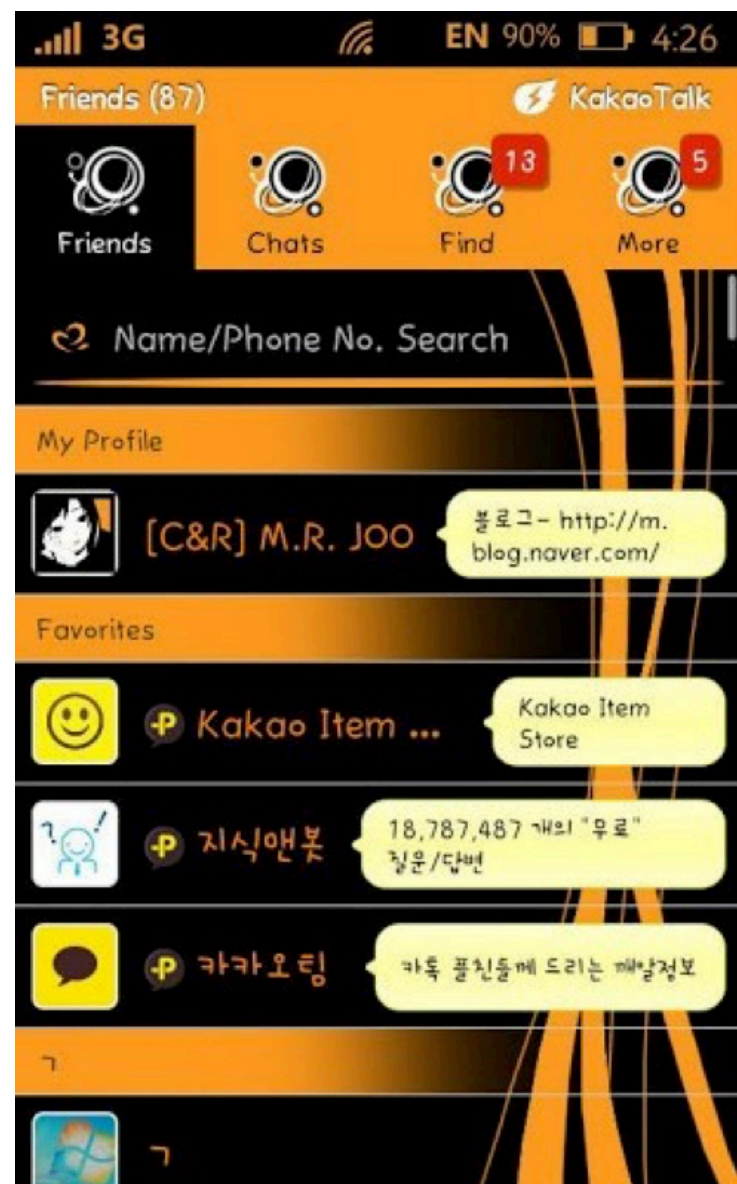 3G EN 90% 4:26
Friends (87) KakaoTalk
13 5
Friends Chats Find More
Name/Phone No. Search
My Profile
[C&R] M.R. JOO
블로그- http://m.
blog.naver.com/
Favorites
P Kakao Item ...
Kakao Item
Store
P 지식맨봇
18,787,487 개의 "무료"
질문/답변
P 카카오팀
카톡 플친들께 드리는 깨알정보
ㄱ
ㄱ